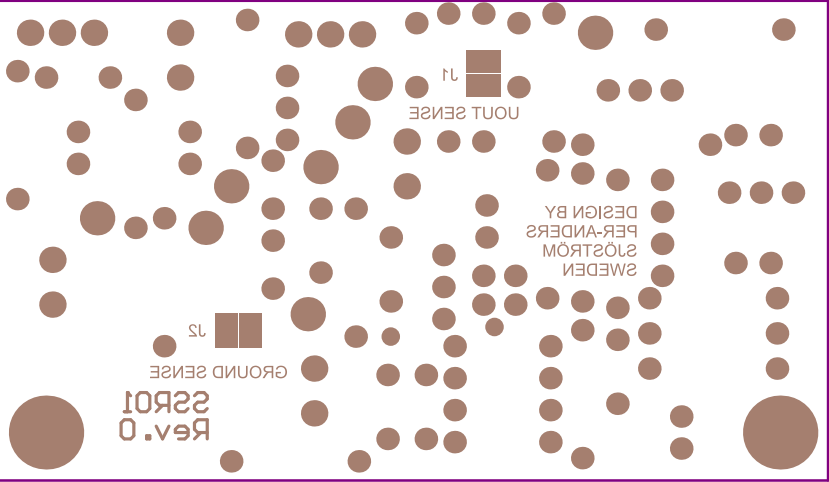 J1
UOUT SENSE
DESIGN BY
PER-ANDERS
SJÖSTRÖM
SWEDEN
J2
GROUND SENSE
SSR01
Rev.0